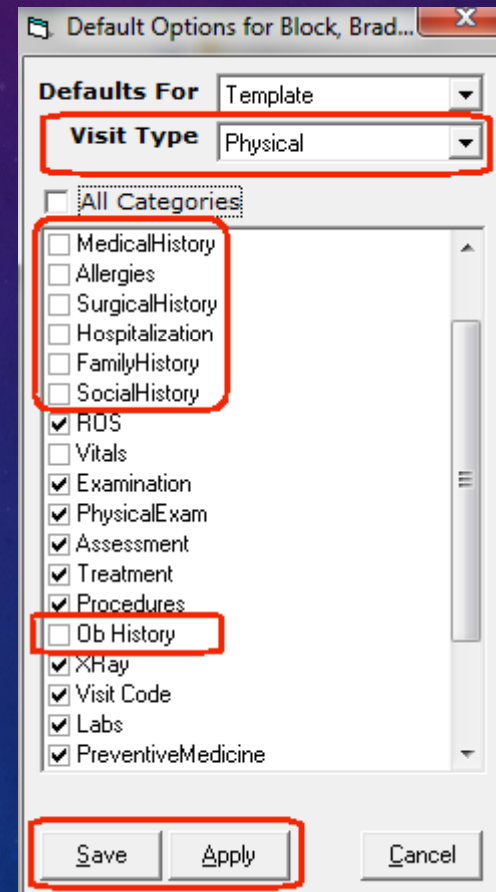 Default Options for Block, Brad...
Defaults For Template
Visit Type Physical
All Categories
MedicalHistory
Allergies
SurgicalHistory
Hospitalization
FamilyHistory
SocialHistory
ROS
Vitals
Examination
PhysicalExam
Assessment
Treatment
Procedures
Ob History
XRay
Visit Code
Labs
PreventiveMedicine
Save Apply Cancel